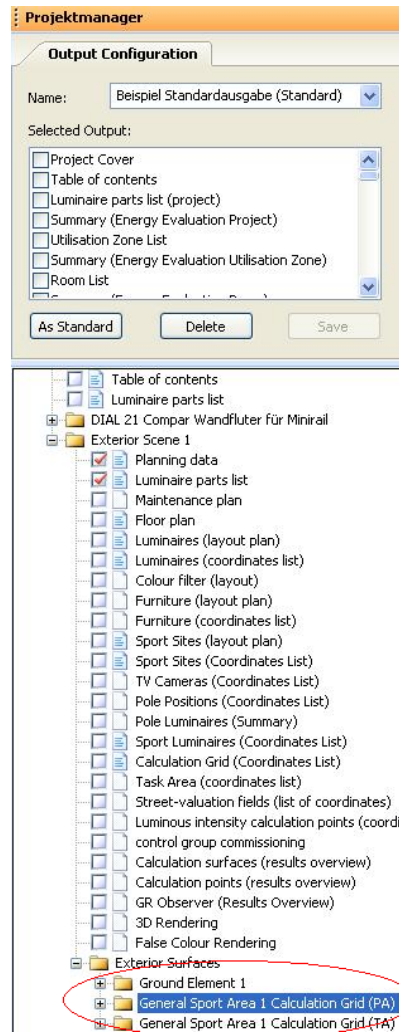 Projektmanager
Output Configuration
Name: Beispiel Standardausgabe (Standard)
Selected Output:
Project Cover
Table of contents
Luminaire parts list (project)
Summary (Energy Evaluation Project)
Utilisation Zone List
Summary (Energy Evaluation Utilisation Zone)
Room List
As Standard Delete Save
Table of contents
Luminaire parts list
DIAL 21 Compar Wandfluter für Minirail
Exterior Scene 1
Planning data
Luminaire parts list
Maintenance plan
Floor plan
Luminaires (layout plan)
Luminaires (coordinates list)
Colour filter (layout)
Furniture (layout plan)
Furniture (coordinates list)
Sport Sites (layout plan)
Sport Sites (Coordinates List)
TV Cameras (Coordinates List)
Pole Positions (Coordinates List)
Pole Luminaires (Summary)
Sport Luminaires (Coordinates List)
Calculation Grid (Coordinates List)
Task Area (coordinates list)
Street-valuation fields (list of coordinates)
Luminous intensity calculation points (coordi
control group commissioning
Calculation surfaces (results overview)
Calculation points (results overview)
GR Observer (Results Overview)
3D Rendering
False Colour Rendering
Exterior Surfaces
Ground Element 1
General Sport Area 1 Calculation Grid (PA)
General Sport Area 1 Calculation Grid (TA)